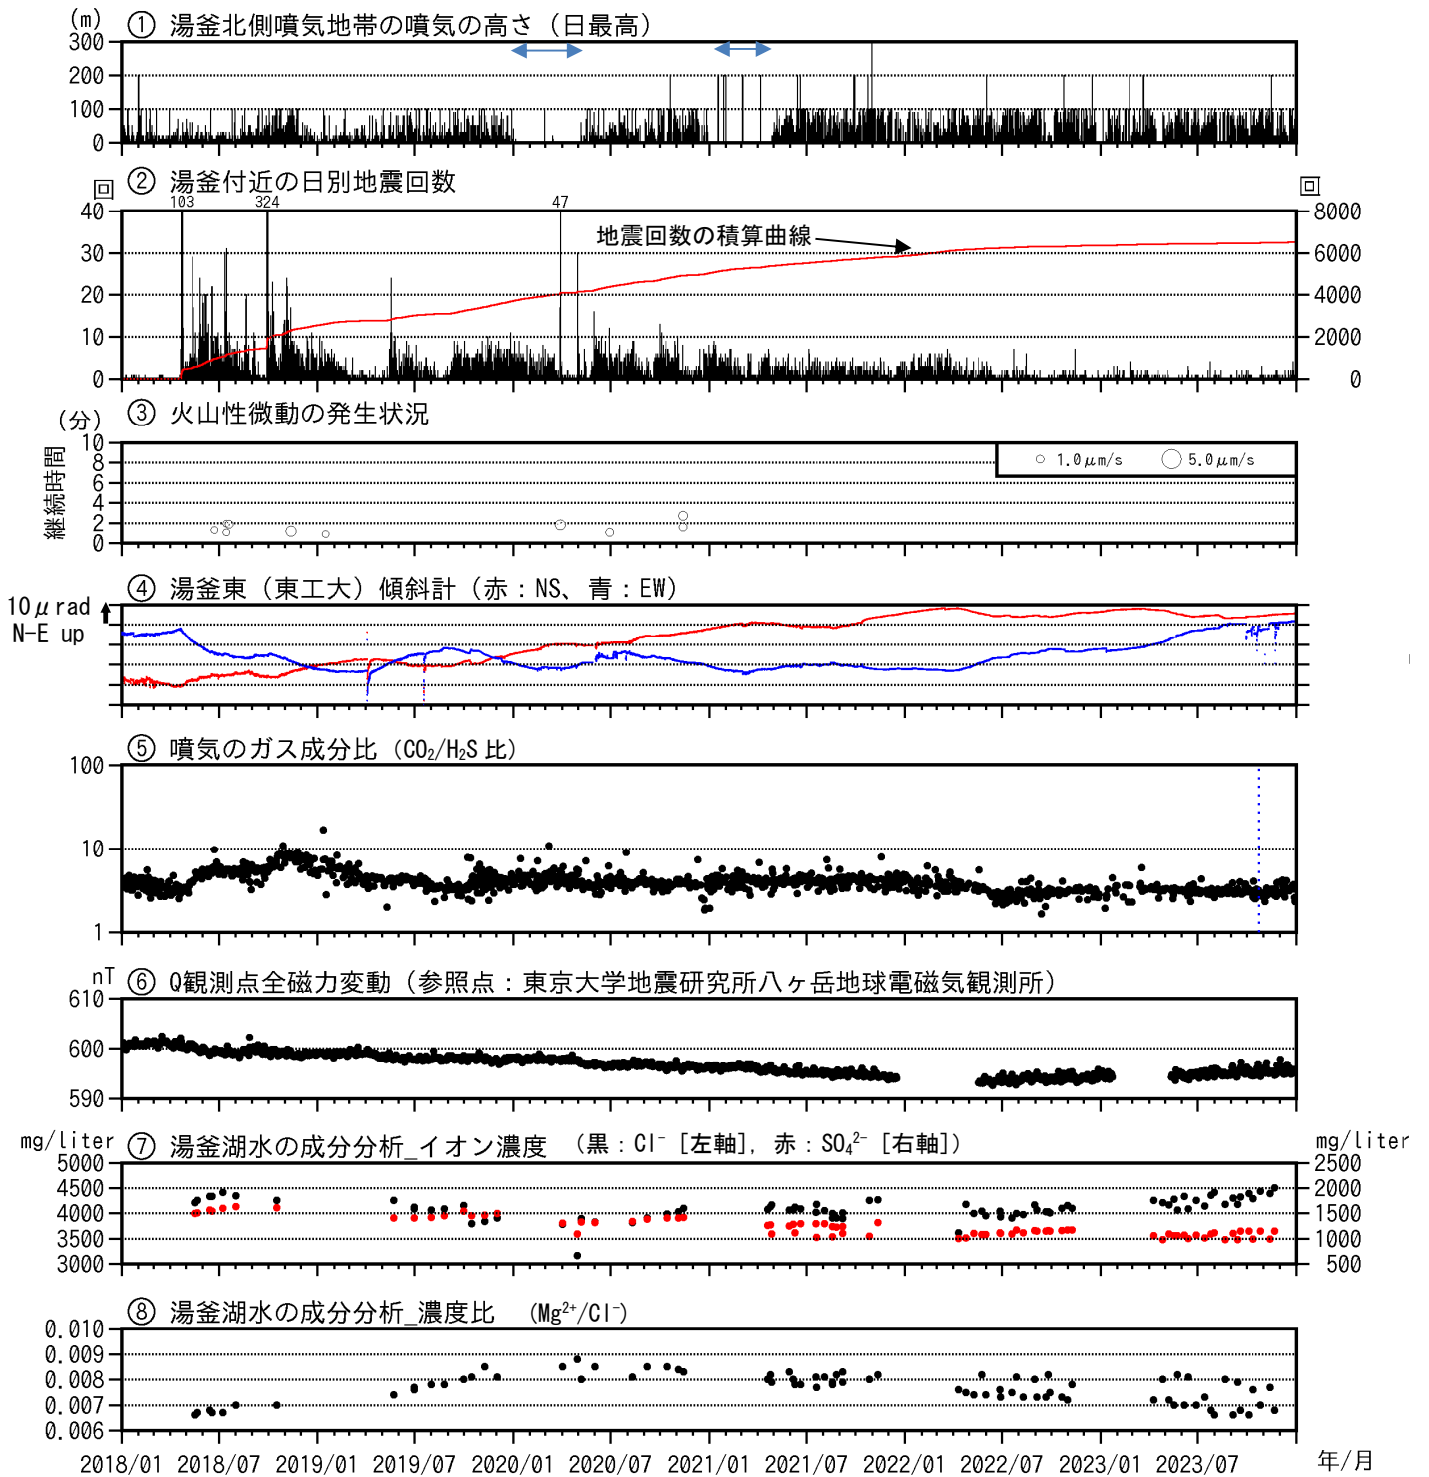 (m) ① 湯釜北側噴気地帯の噴気の高さ（日最高）
300
200
100
0
回 ② 湯釜付近の日別地震回数 回
103 324 47
40 8000
地震回数の積算曲線
30 6000
20 4000
10 2000
0 0
(分) ③ 火山性微動の発生状況
継続時間
10
8 1.0μm/s 5.0μm/s
6
4
2
0
④ 湯釜東（東工大）傾斜計（赤：NS、青：EW）
10μrad
N-E up
⑤ 噴気のガス成分比（CO₂/H₂S 比）
100
10
1
nT ⑥ Q観測点全磁力変動（参照点：東京大学地震研究所八ヶ岳地球電磁気観測所）
610
600
590
mg/liter ⑦ 湯釜湖水の成分分析_イオン濃度 （黒：Cl⁻ [左軸], 赤：SO₄²⁻ [右軸]） mg/liter
5000 2500
4500 2000
4000 1500
3500 1000
3000 500
⑧ 湯釜湖水の成分分析_濃度比 （Mg²⁺/Cl⁻）
0.010
0.009
0.008
0.007
0.006
2018/01 2018/07 2019/01 2019/07 2020/01 2020/07 2021/01 2021/07 2022/01 2022/07 2023/01 2023/07 年/月